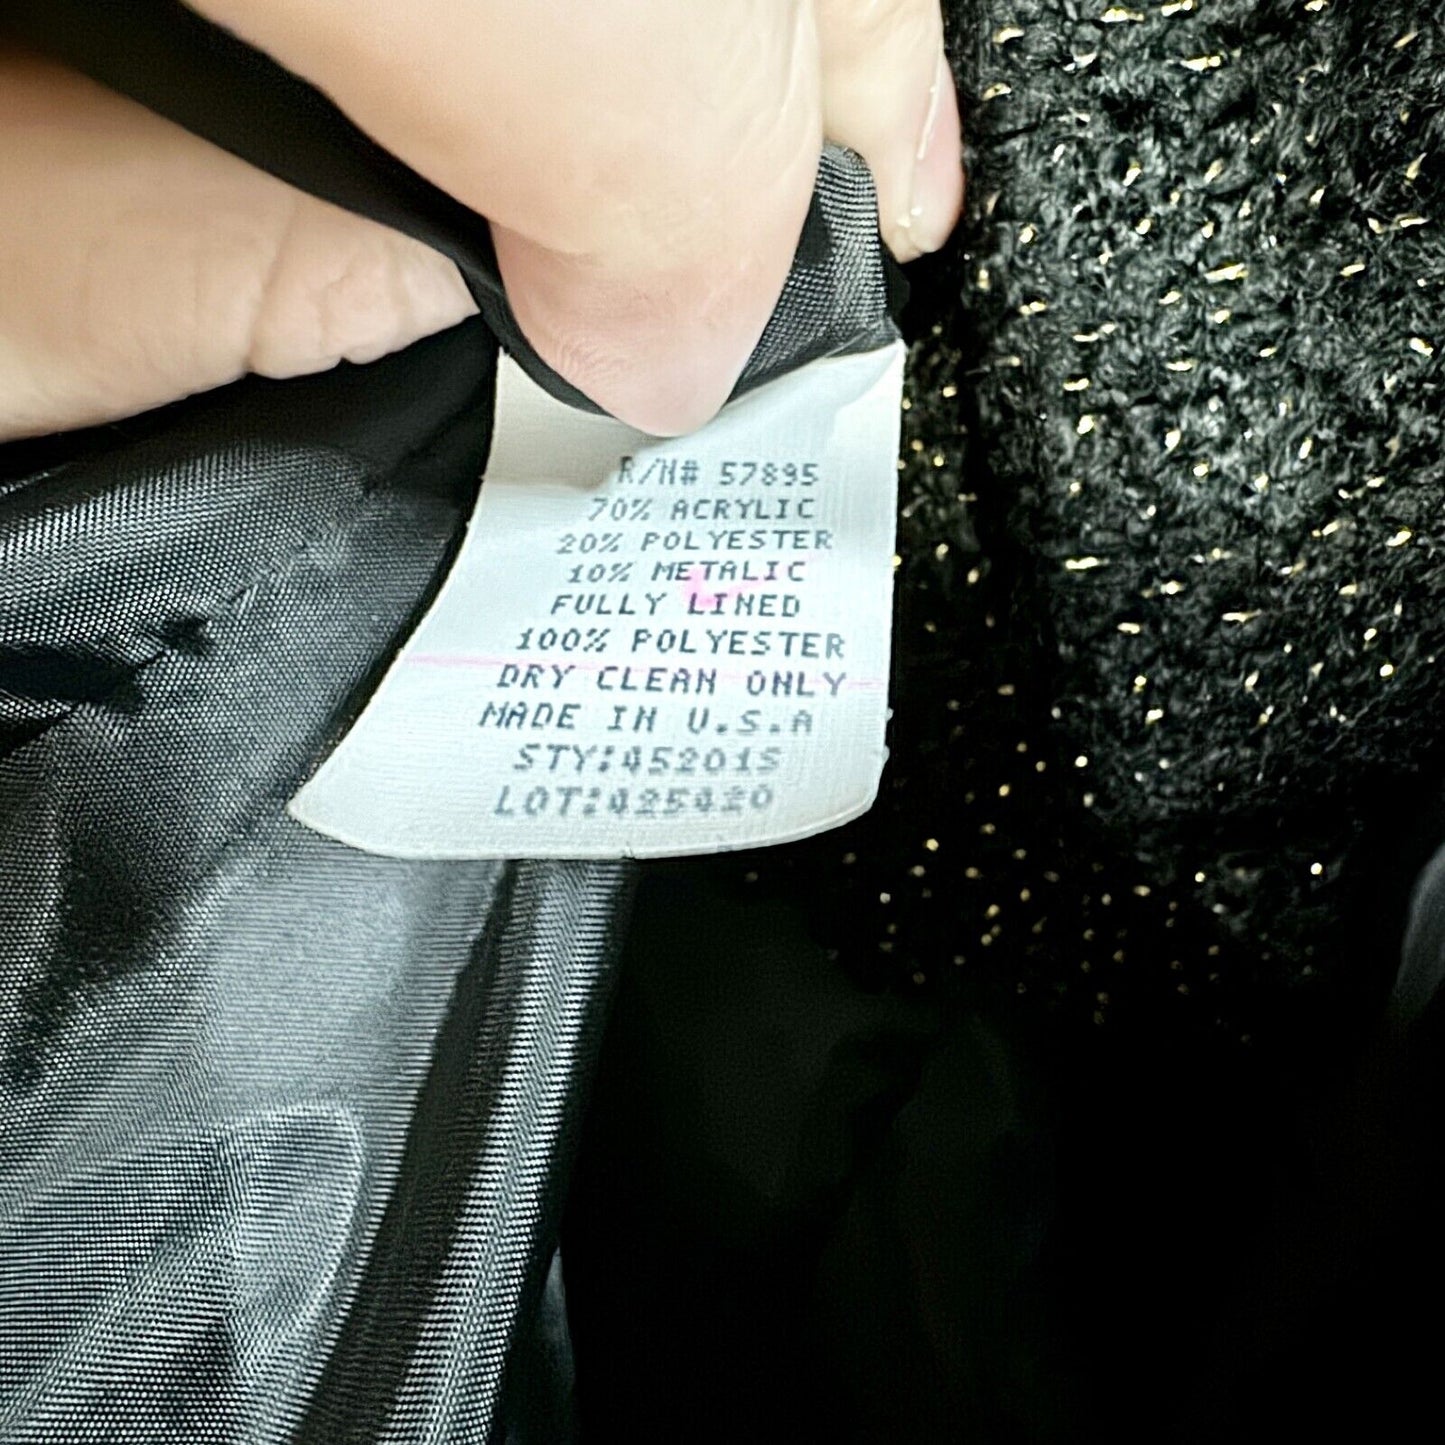 R/N# 57895
70% ACRYLIC
20% POLYESTER
10% METALIC
FULLY LINED
100% POLYESTER
DRY CLEAN ONLY
MADE IN U.S.A
STY:45201S
LOT:425420